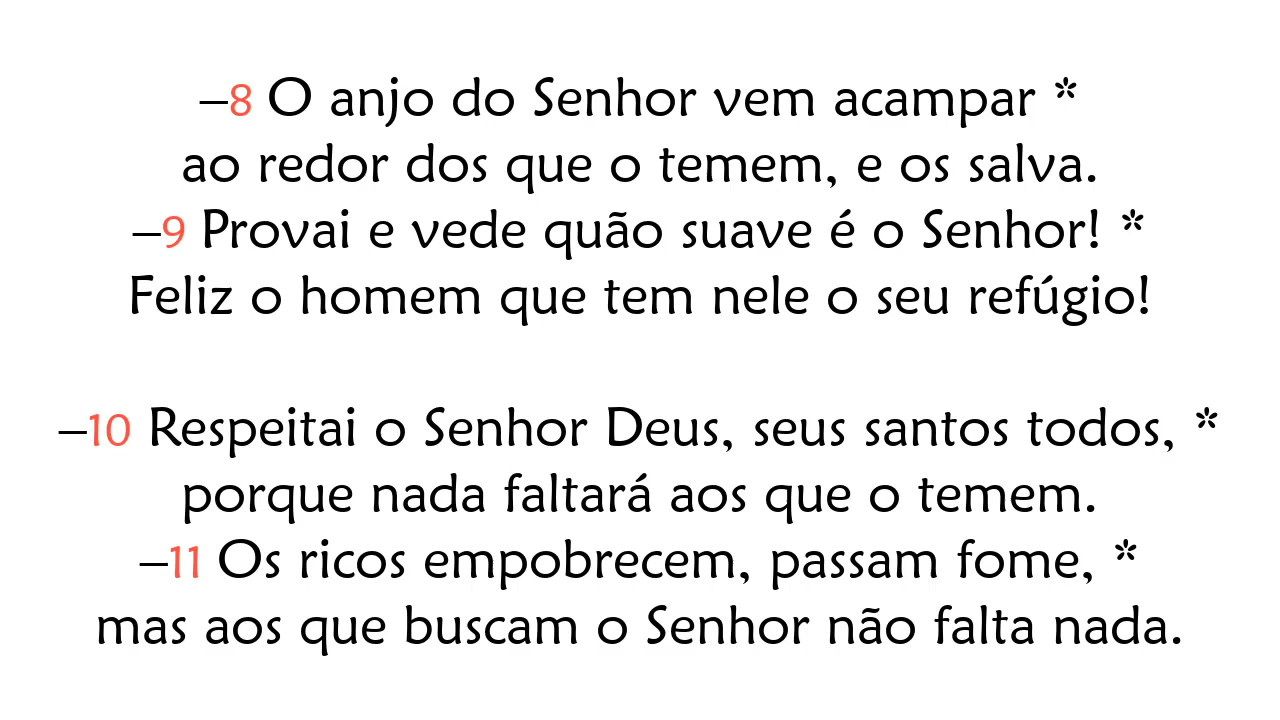 –8 O anjo do Senhor vem acampar *
ao redor dos que o temem, e os salva.
–9 Provai e vede quão suave é o Senhor! *
Feliz o homem que tem nele o seu refúgio!
–10 Respeitai o Senhor Deus, seus santos todos, *
porque nada faltará aos que o temem.
–11 Os ricos empobrecem, passam fome, *
mas aos que buscam o Senhor não falta nada.